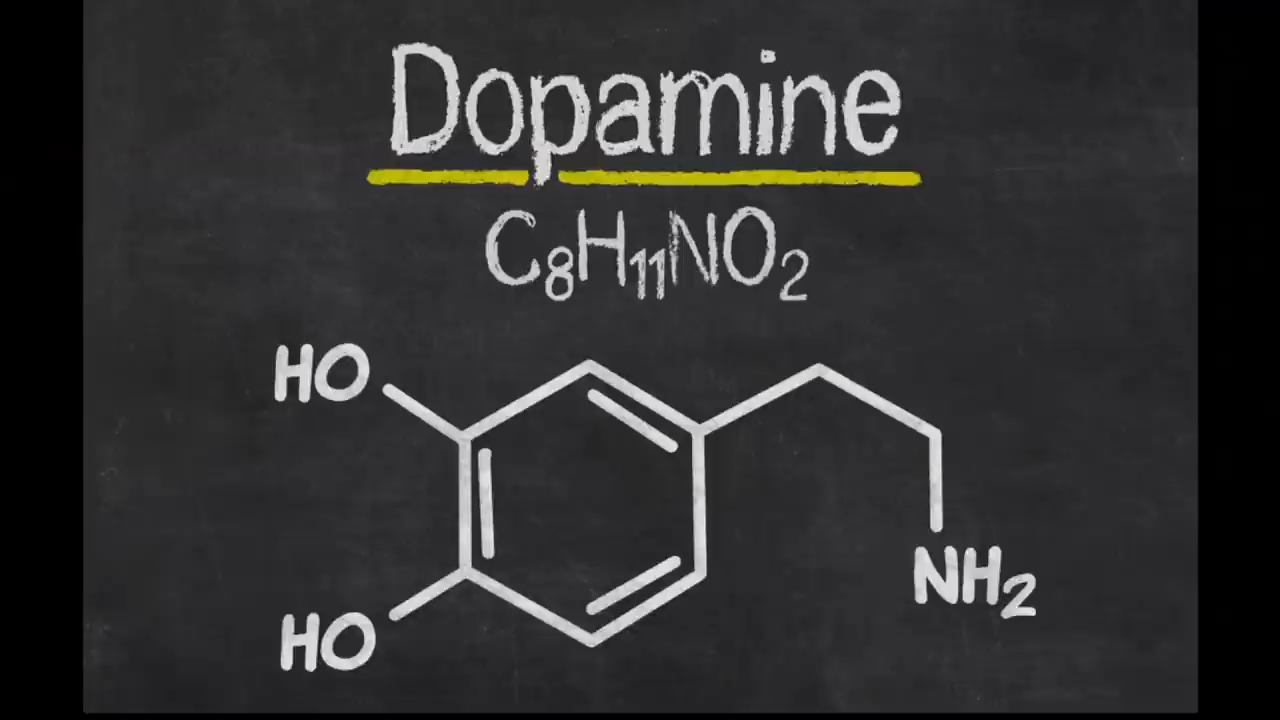 Dopamine
C₈H₁₁NO₂
HO
HO
NH₂